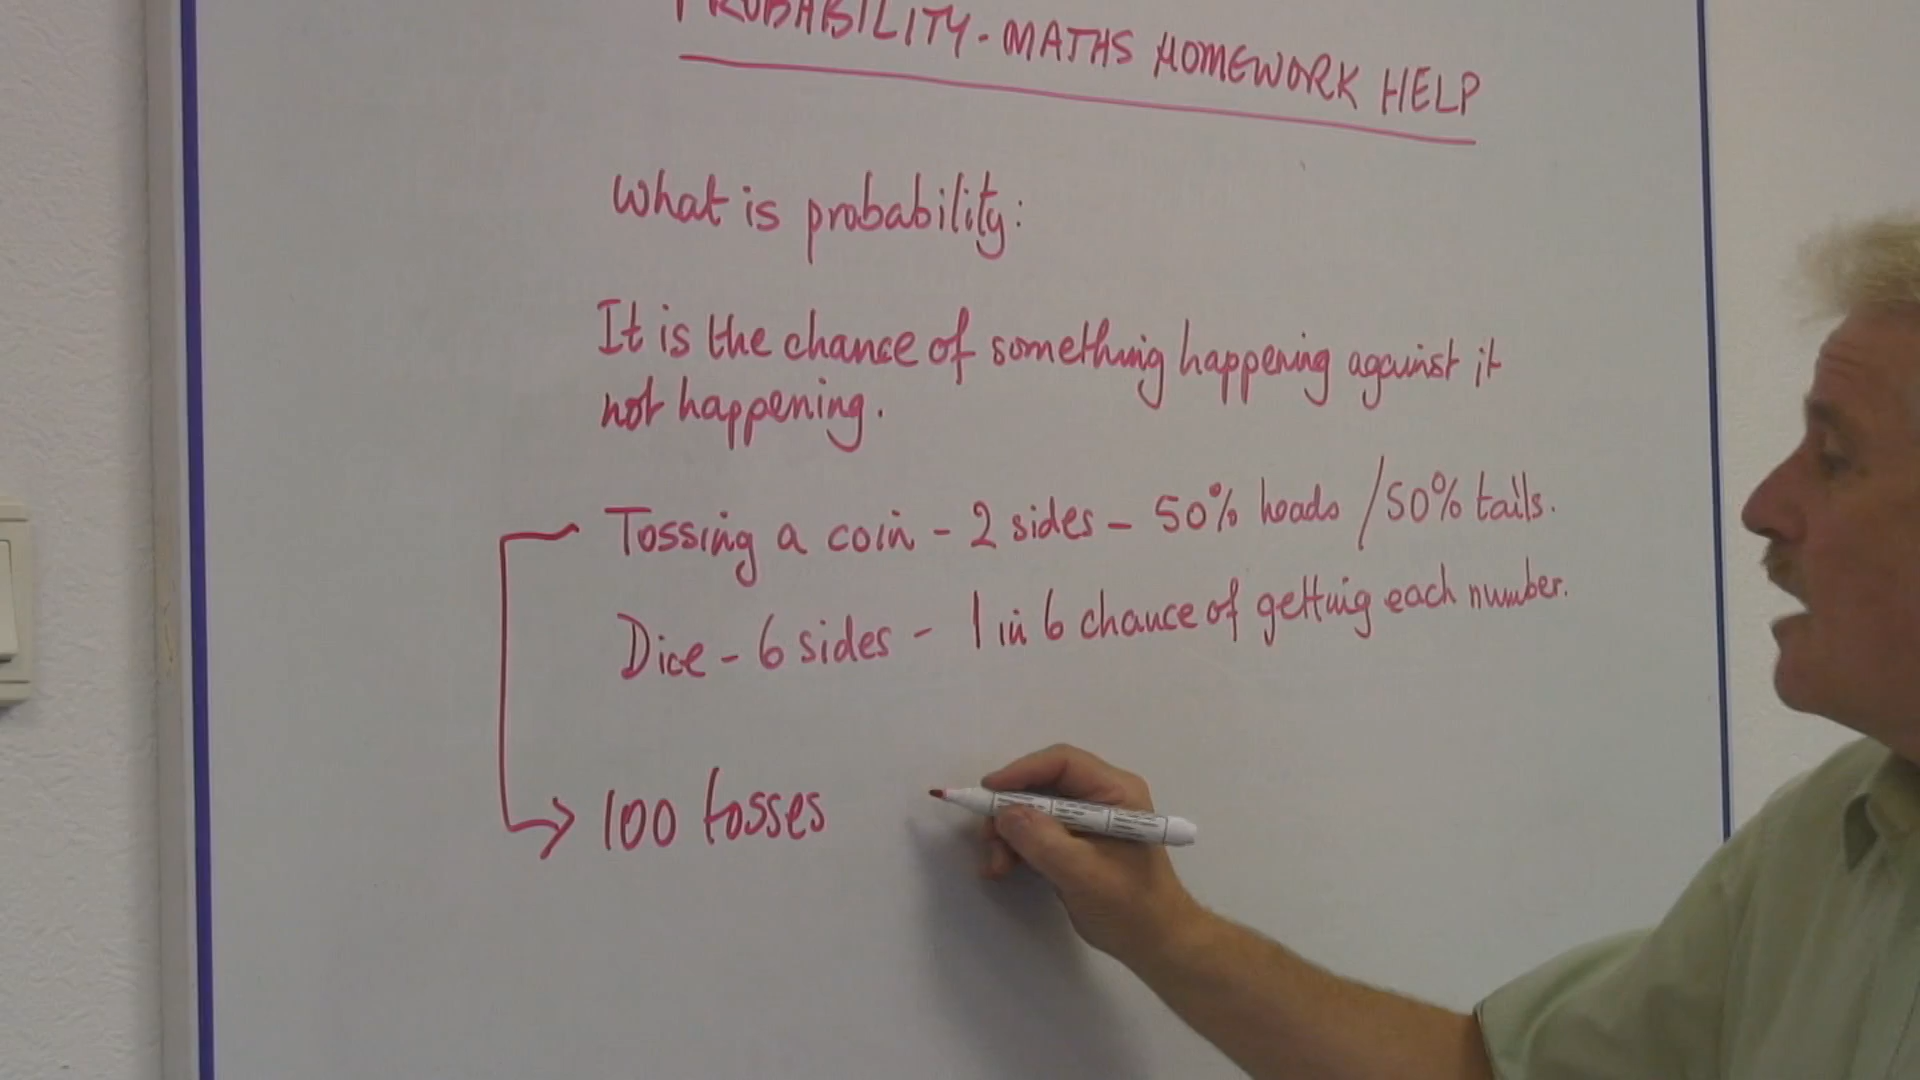 PROBABILITY - MATHS HOMEWORK HELP
What is probability:
It is the chance of something happening against it
not happening.
Tossing a coin - 2 sides - 50% heads / 50% tails.
Dice - 6 sides - 1 in 6 chance of getting each number.
100 tosses